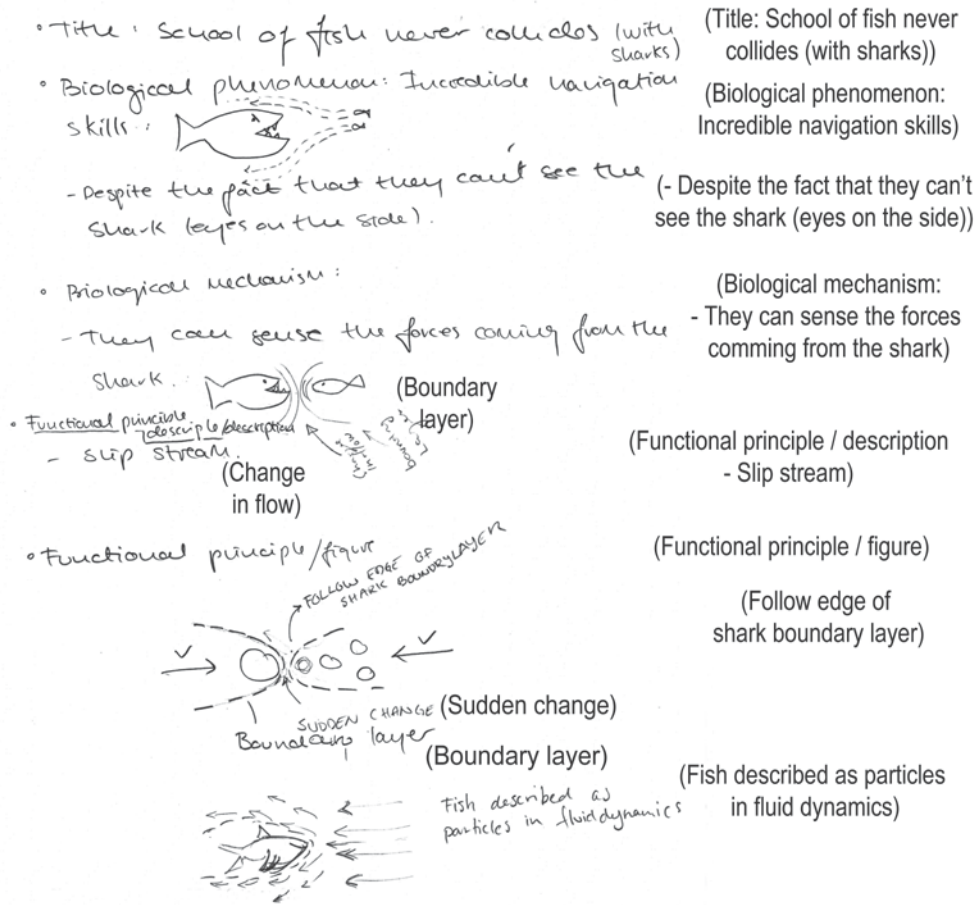 • Title: School of fish never collides (with sharks)
(Title: School of fish never
collides (with sharks))
• Biological phenomenon: Incredible navigation
skills:
(Biological phenomenon:
Incredible navigation skills)
- Despite the fact that they can't see the
shark (eyes on the side).
(- Despite the fact that they can't
see the shark (eyes on the side))
• Biological mechanism:
- They can sense the forces coming from the
shark.
(Biological mechanism:
- They can sense the forces
comming from the shark)
(Boundary
layer)
Boundary
Layer
Change
in flow
(Change
in flow)
• Functional principle
/description
- slip stream.
(Functional principle / description
- Slip stream)
• Functional principle/figure
(Functional principle / figure)
FOLLOW EDGE OF
SHARK BOUNDRYLAYER
(Follow edge of
shark boundary layer)
V
V
SUDDEN CHANGE
(Sudden change)
Boundary layer
(Boundary layer)
Fish described as
particles in fluid dynamics
(Fish described as particles
in fluid dynamics)